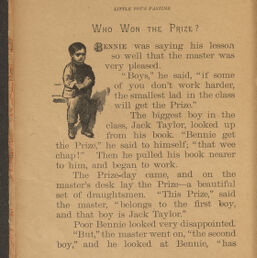 LITTLE FOLK'S PASTIME
WHO WON THE PRIZE?
BENNIE was saying his lesson
so well that the master was
very pleased.
"Boys," he said, "if some
of you don't work harder,
the smallest lad in the class
will get the Prize."
The biggest boy in the
class, Jack Taylor, looked up
from his book. "Bennie get
the Prize," he said to himself; "that wee
chap!" Then he pulled his book nearer
to him, and began to work.
The Prize-day came, and on the
master's desk lay the Prize—a beautiful
set of draughtsmen. "This Prize," said
the master, "belongs to the first boy,
and that boy is Jack Taylor."
Poor Bennie looked very disappointed.
"But," the master went on, "the second
boy," and he looked at Bennie, "has